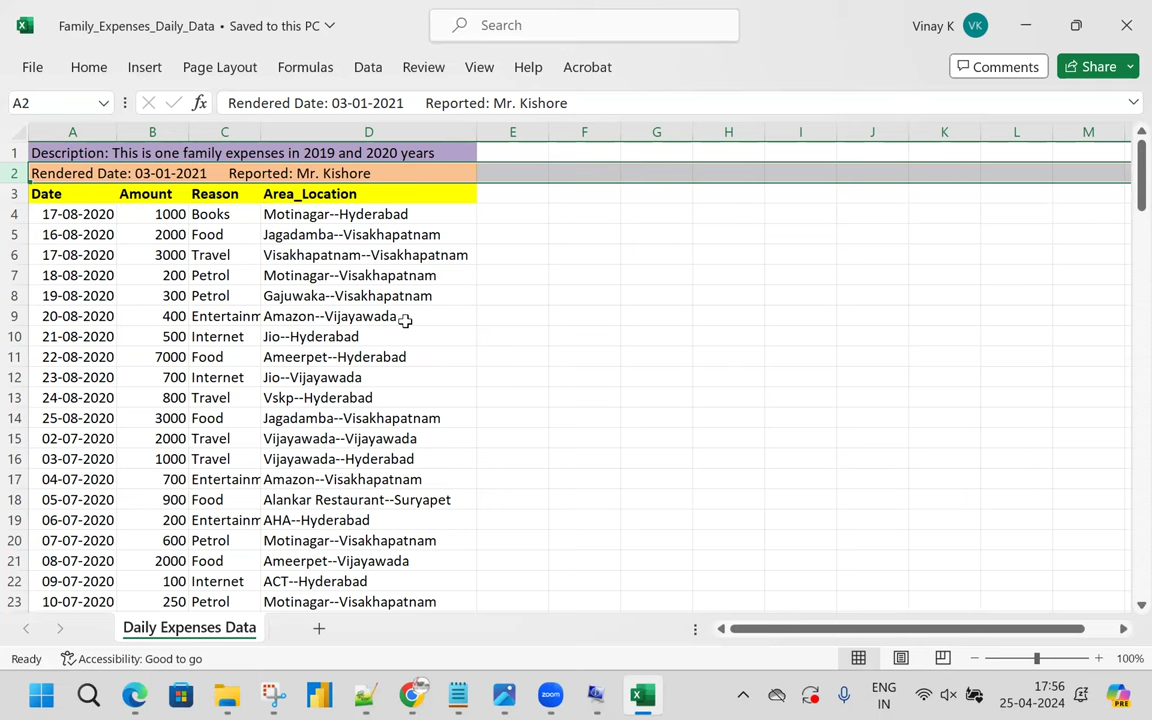 Family_Expenses_Daily_Data • Saved to this PC
Search
Vinay K VK
File Home Insert Page Layout Formulas Data Review View Help Acrobat Comments Share
A2 fx Rendered Date: 03-01-2021 Reported: Mr. Kishore
A B C D E F G H I J K L M
1 Description: This is one family expenses in 2019 and 2020 years
2 Rendered Date: 03-01-2021 Reported: Mr. Kishore
3 Date Amount Reason Area_Location
4 17-08-2020 1000 Books Motinagar--Hyderabad
5 16-08-2020 2000 Food Jagadamba--Visakhapatnam
6 17-08-2020 3000 Travel Visakhapatnam--Visakhapatnam
7 18-08-2020 200 Petrol Motinagar--Visakhapatnam
8 19-08-2020 300 Petrol Gajuwaka--Visakhapatnam
9 20-08-2020 400 Entertainm Amazon--Vijayawada
10 21-08-2020 500 Internet Jio--Hyderabad
11 22-08-2020 7000 Food Ameerpet--Hyderabad
12 23-08-2020 700 Internet Jio--Vijayawada
13 24-08-2020 800 Travel Vskp--Hyderabad
14 25-08-2020 3000 Food Jagadamba--Visakhapatnam
15 02-07-2020 2000 Travel Vijayawada--Vijayawada
16 03-07-2020 1000 Travel Vijayawada--Hyderabad
17 04-07-2020 700 Entertainm Amazon--Visakhapatnam
18 05-07-2020 900 Food Alankar Restaurant--Suryapet
19 06-07-2020 200 Entertainm AHA--Hyderabad
20 07-07-2020 600 Petrol Motinagar--Visakhapatnam
21 08-07-2020 2000 Food Ameerpet--Vijayawada
22 09-07-2020 100 Internet ACT--Hyderabad
23 10-07-2020 250 Petrol Motinagar--Visakhapatnam
Daily Expenses Data
Ready Accessibility: Good to go 100%
zoom ENG IN 17:56 25-04-2024 PRE